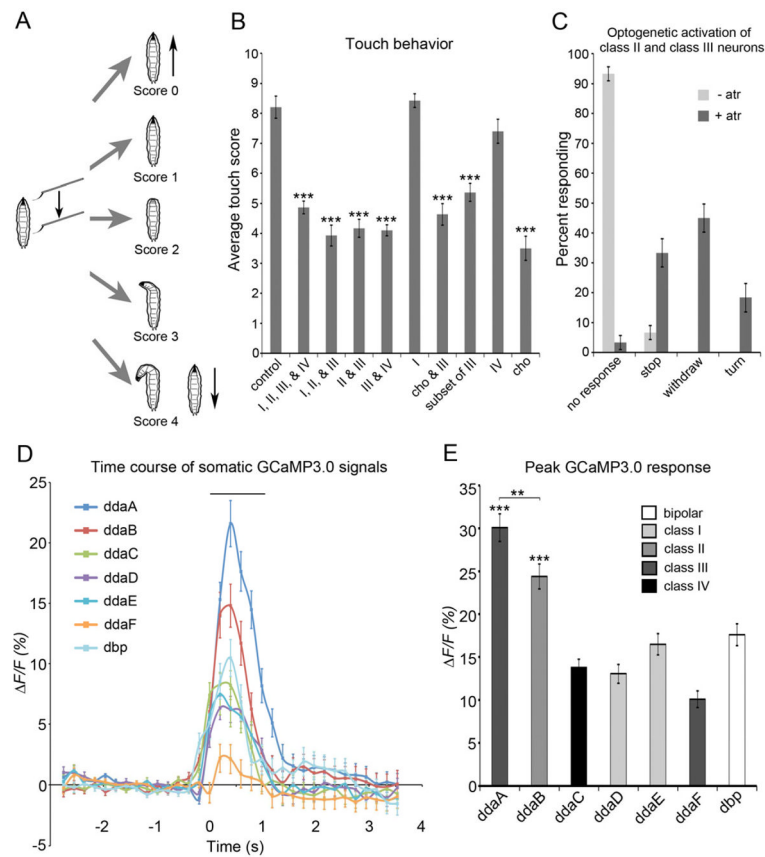 A
Score 0
Score 1
Score 2
Score 3
Score 4
B
Touch behavior
Average touch score
10
9
8
7
6
5
4
3
2
1
0
***
***
***
***
***
***
***
control
I, II, III, & IV
I, II, & III
II & III
III & IV
I
cho & III
subset of III
IV
cho
C
Optogenetic activation of
class II and class III neurons
Percent responding
100
90
80
70
60
50
40
30
20
10
0
- atr
+ atr
no response
stop
withdraw
turn
D
Time course of somatic GCaMP3.0 signals
ΔF/F (%)
25
20
15
10
5
0
-5
ddaA
ddaB
ddaC
ddaD
ddaE
ddaF
dbp
-2
-1
0
1
2
3
4
Time (s)
E
Peak GCaMP3.0 response
ΔF/F (%)
35
30
25
20
15
10
5
0
***
**
***
bipolar
class I
class II
class III
class IV
ddaA
ddaB
ddaC
ddaD
ddaE
ddaF
dbp